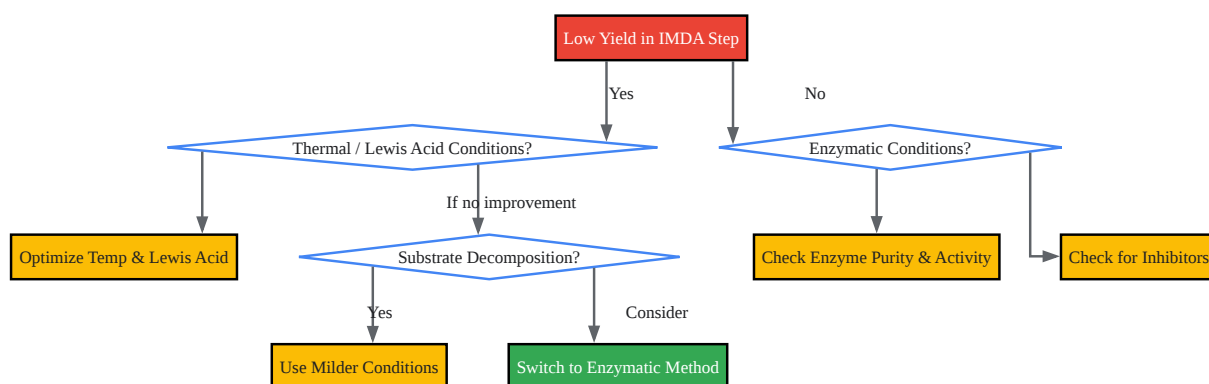 Low Yield in IMDA Step
Yes
No
Thermal / Lewis Acid Conditions?
Enzymatic Conditions?
If no improvement
Optimize Temp & Lewis Acid
Substrate Decomposition?
Check Enzyme Purity & Activity
Check for Inhibitors
Yes
Consider
Use Milder Conditions
Switch to Enzymatic Method